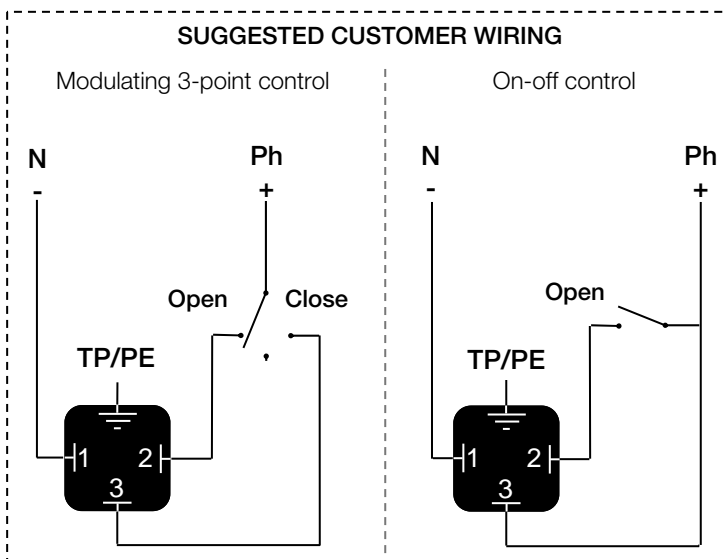 SUGGESTED CUSTOMER WIRING
Modulating 3-point control
N
Ph
-
+
Open
Close
TP/PE
1
2
3
On-off control
N
Ph
-
+
Open
TP/PE
1
2
3